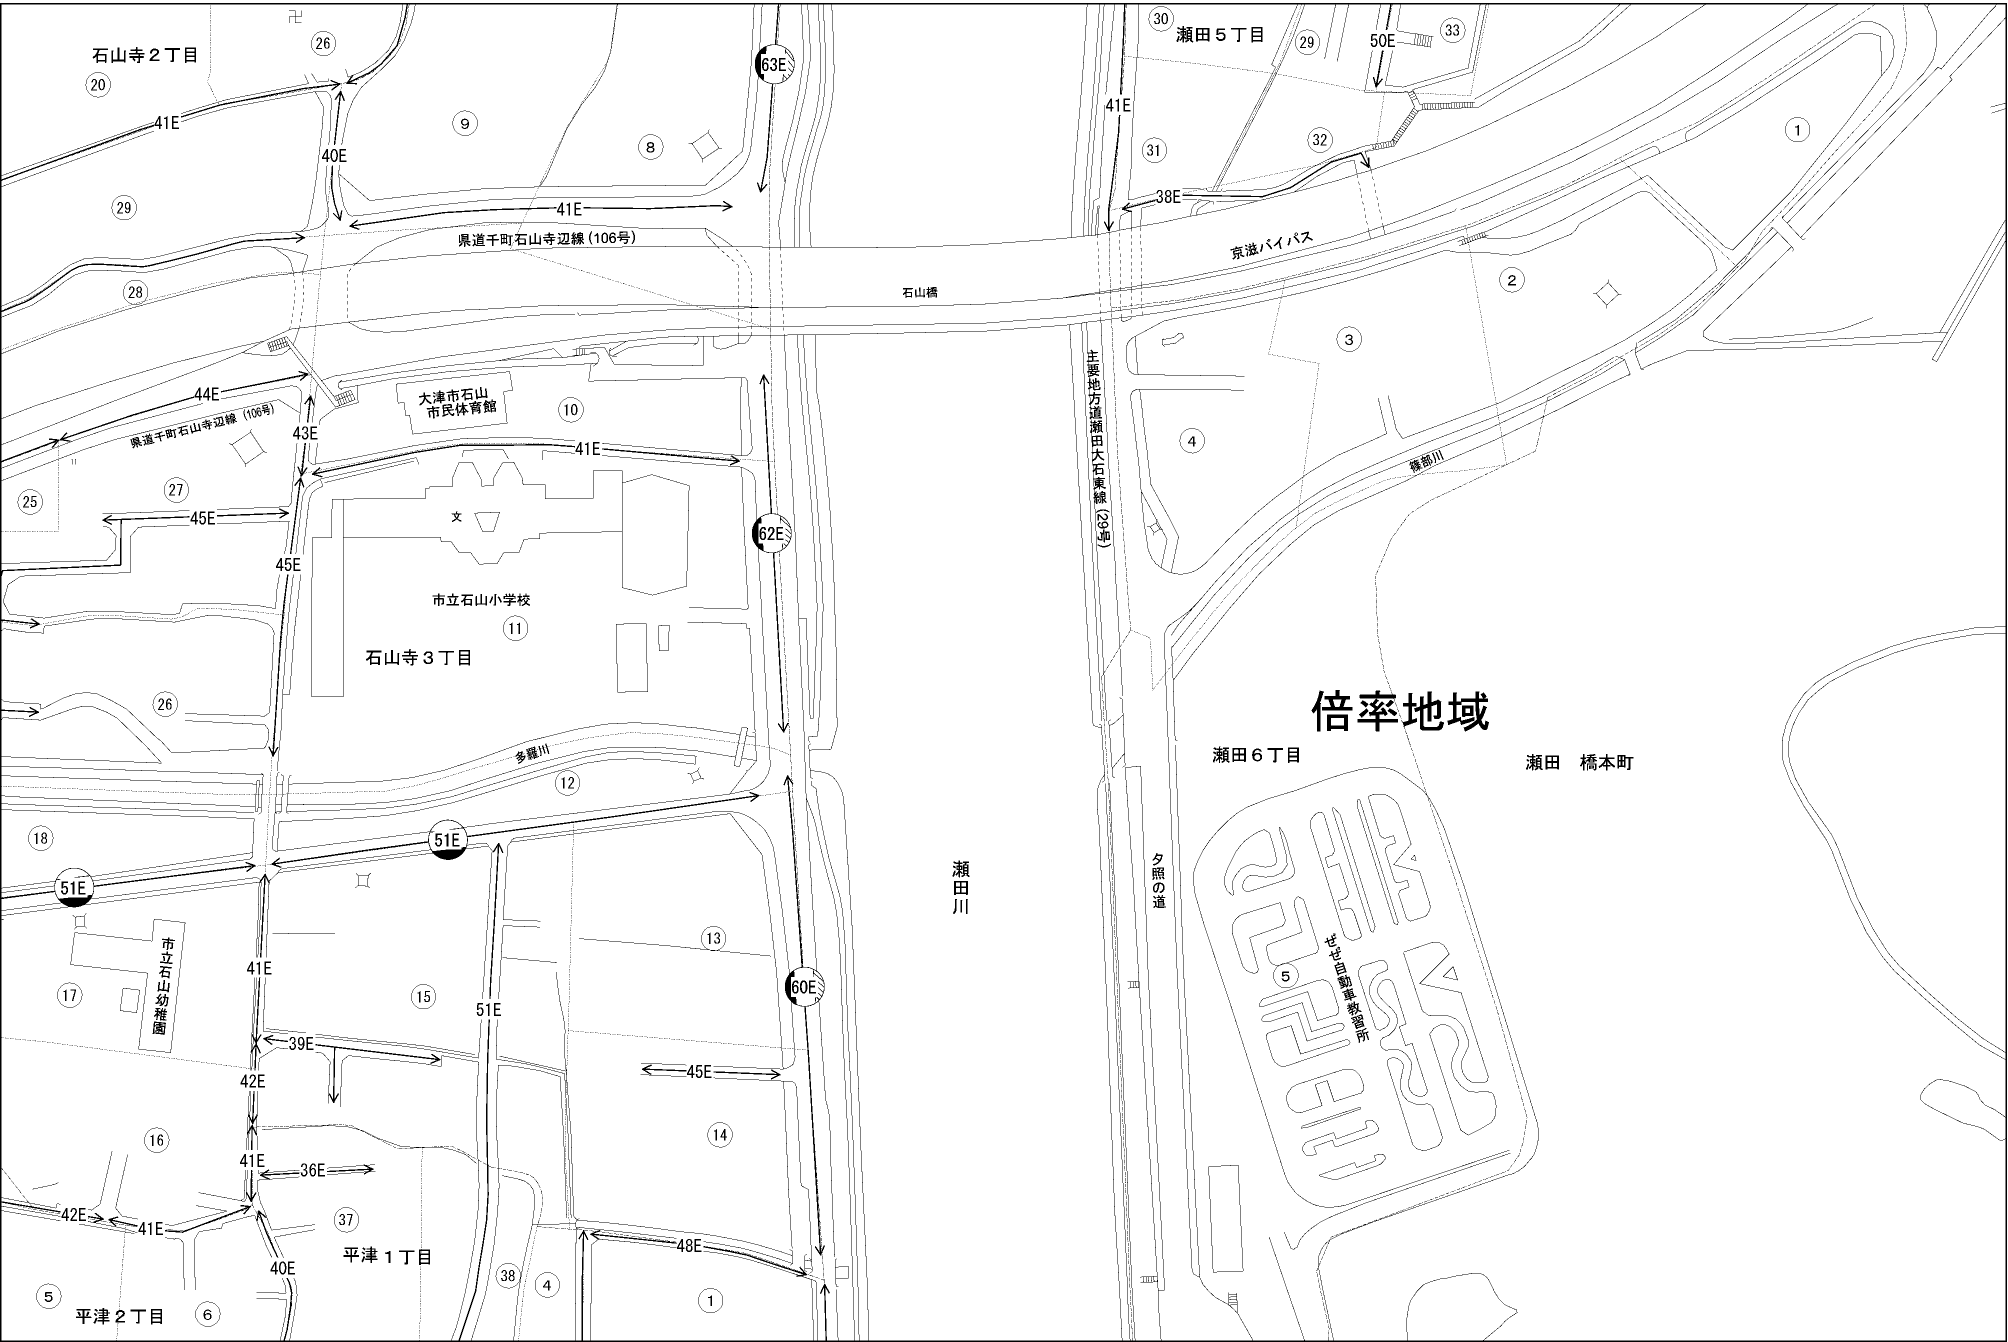 石山寺２丁目
26
63E
30
瀬田５丁目
29
50E
33
20
41E
9
8
41E
31
32
1
40E
29
41E
38E
県道千町石山寺辺線(106号)
京滋バイパス
28
石山橋
2
3
主要地方道瀬田大石東線(29号)
44E
県道千町石山寺辺線(106号)
43E
大津市石山
市民体育館
10
41E
4
篠部川
25
27
45E
文
62E
45E
市立石山小学校
11
石山寺３丁目
26
倍率地域
瀬田６丁目
瀬田　橋本町
多羅川
12
18
51E
51E
瀬田川
夕照の道
市立石山幼稚園
17
41E
15
51E
13
60E
5
ぜぜ自動車教習所
39E
42E
45E
16
41E
36E
14
42E
41E
37
平津１丁目
40E
48E
38
4
1
5
平津２丁目
6